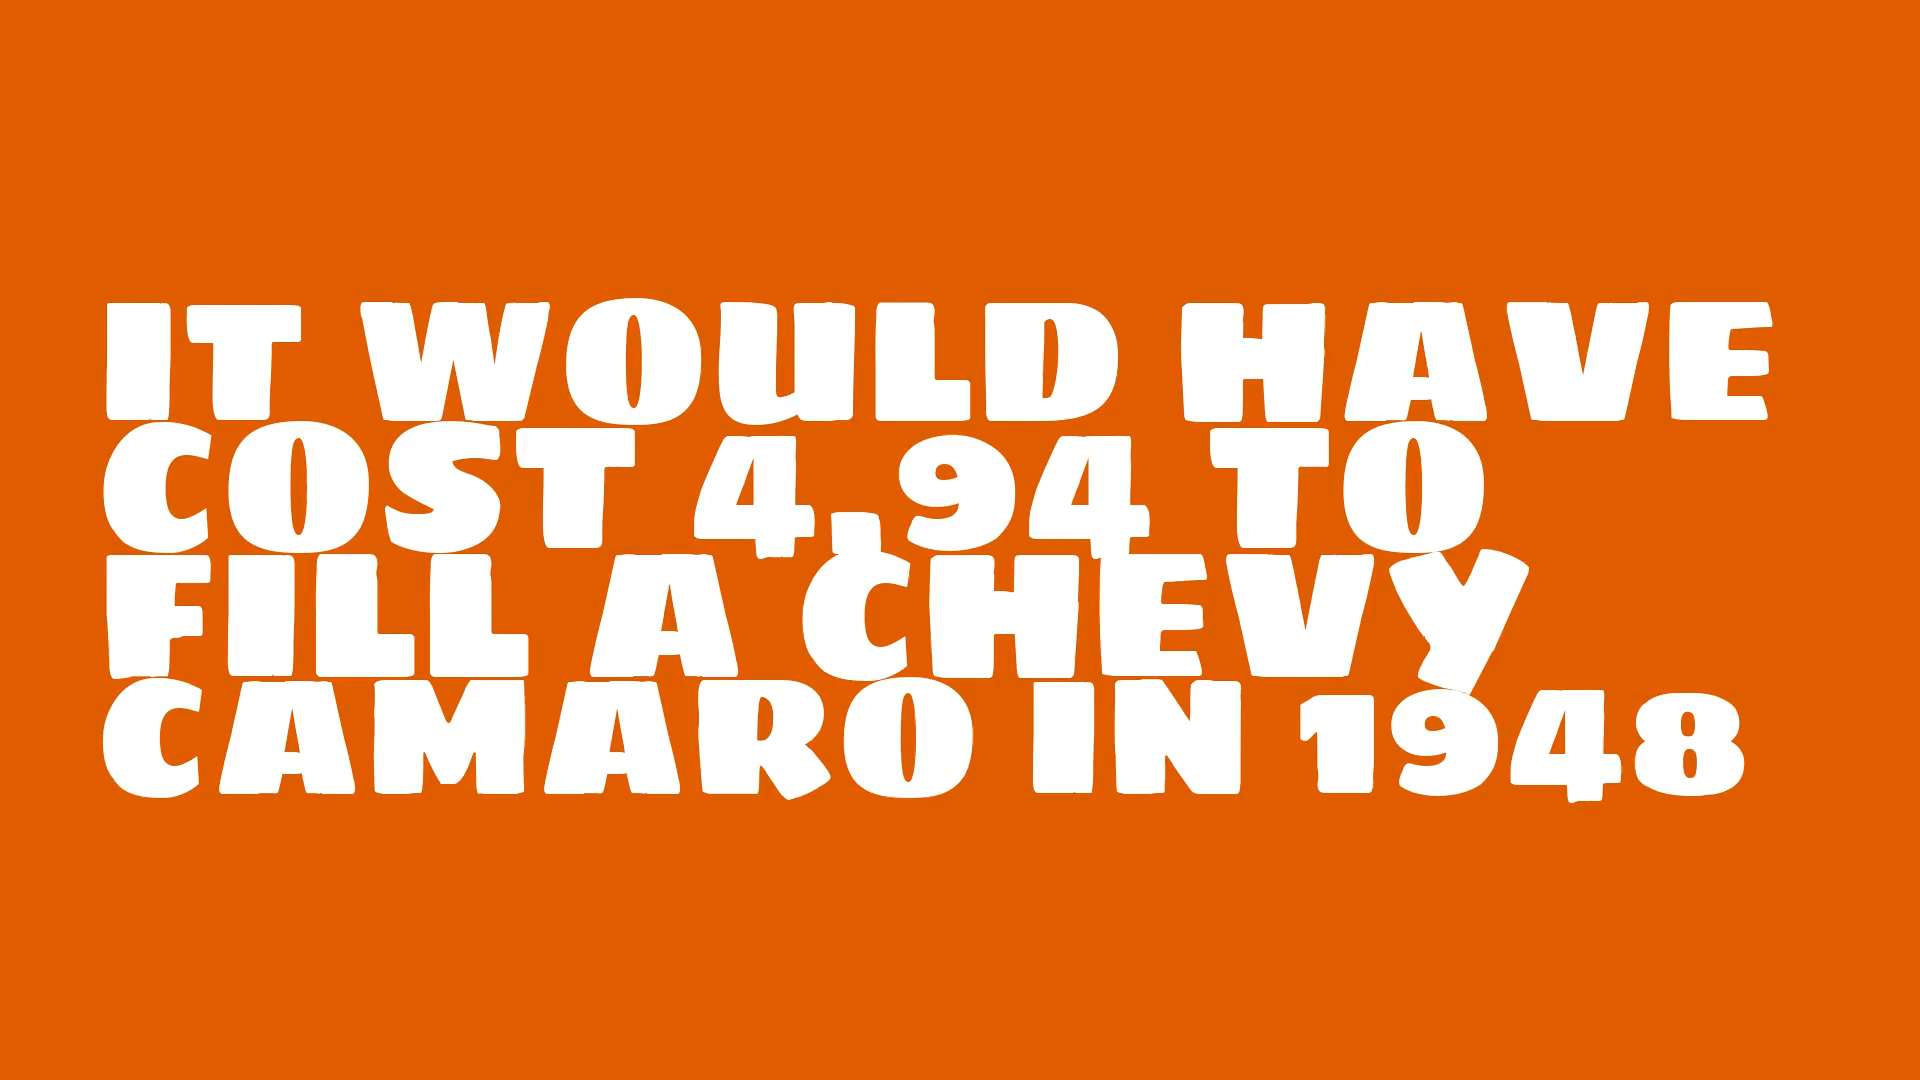 IT WOULD HAVE
COST 4.94 TO
FILL A CHEVY
CAMARO IN 1948